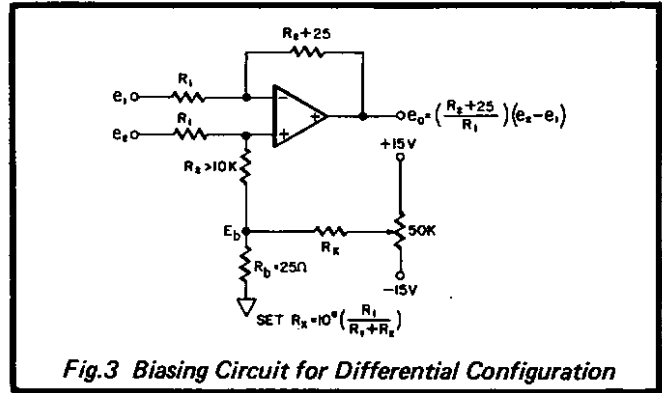 R₂+25
e₁
R₁
−
e₂
R₁
+
+
e₀=(R₂+25/R₁)(e₂−e₁)
R₂>10K
+15V
E_b
R_X
50K
R_b=25Ω
−15V
SET R_X=10⁶(R₁/R₁+R₂)
Fig.3 Biasing Circuit for Differential Configuration